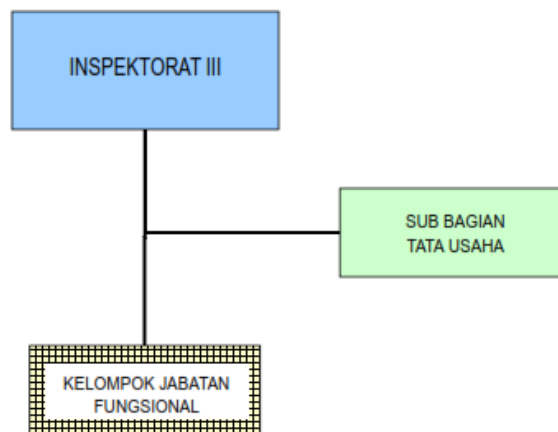 INSPEKTORAT III
SUB BAGIAN
TATA USAHA
KELOMPOK JABATAN
FUNGSIONAL